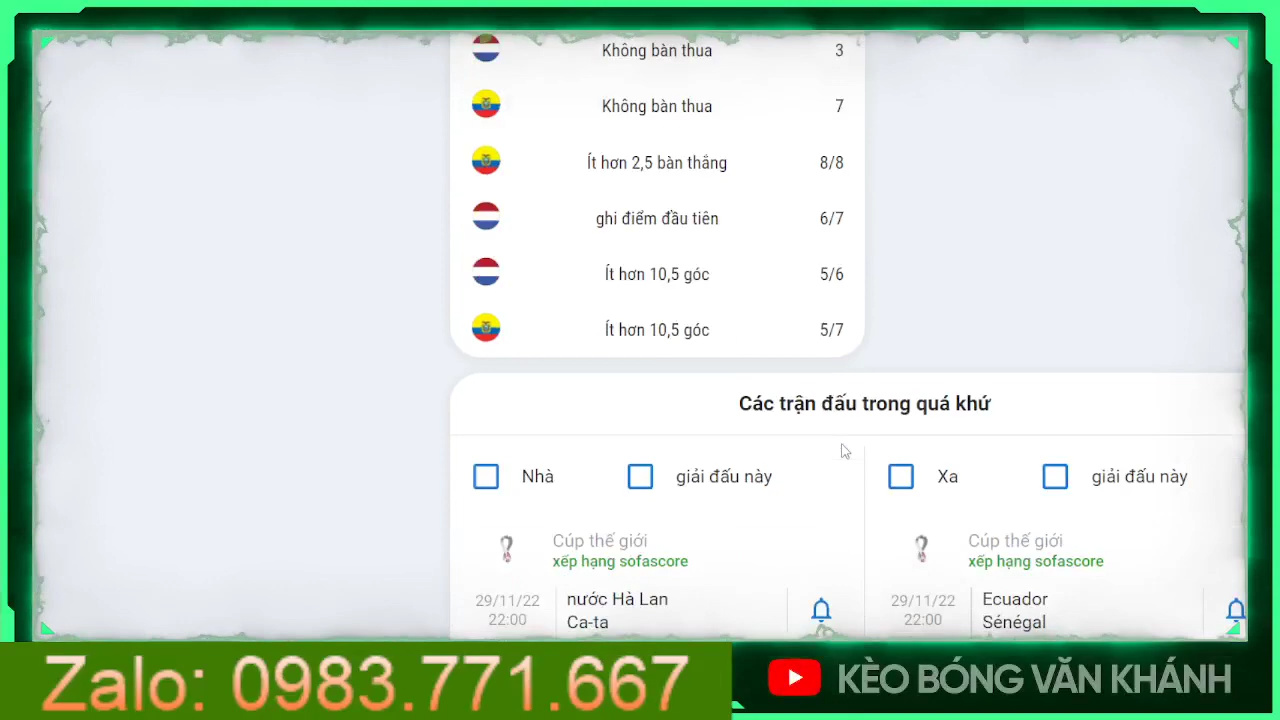 Không bàn thua 3
Không bàn thua 7
Ít hơn 2,5 bàn thắng 8/8
ghi điểm đầu tiên 6/7
Ít hơn 10,5 góc 5/6
Ít hơn 10,5 góc 5/7
Các trận đấu trong quá khứ
Nhà giải đấu này Xa giải đấu này
Cúp thế giới
xếp hạng sofascore
29/11/22
22:00
nước Hà Lan
Ca-ta
Cúp thế giới
xếp hạng sofascore
29/11/22
22:00
Ecuador
Sénégal
Zalo: 0983.771.667
KÈO BÓNG VĂN KHÁNH